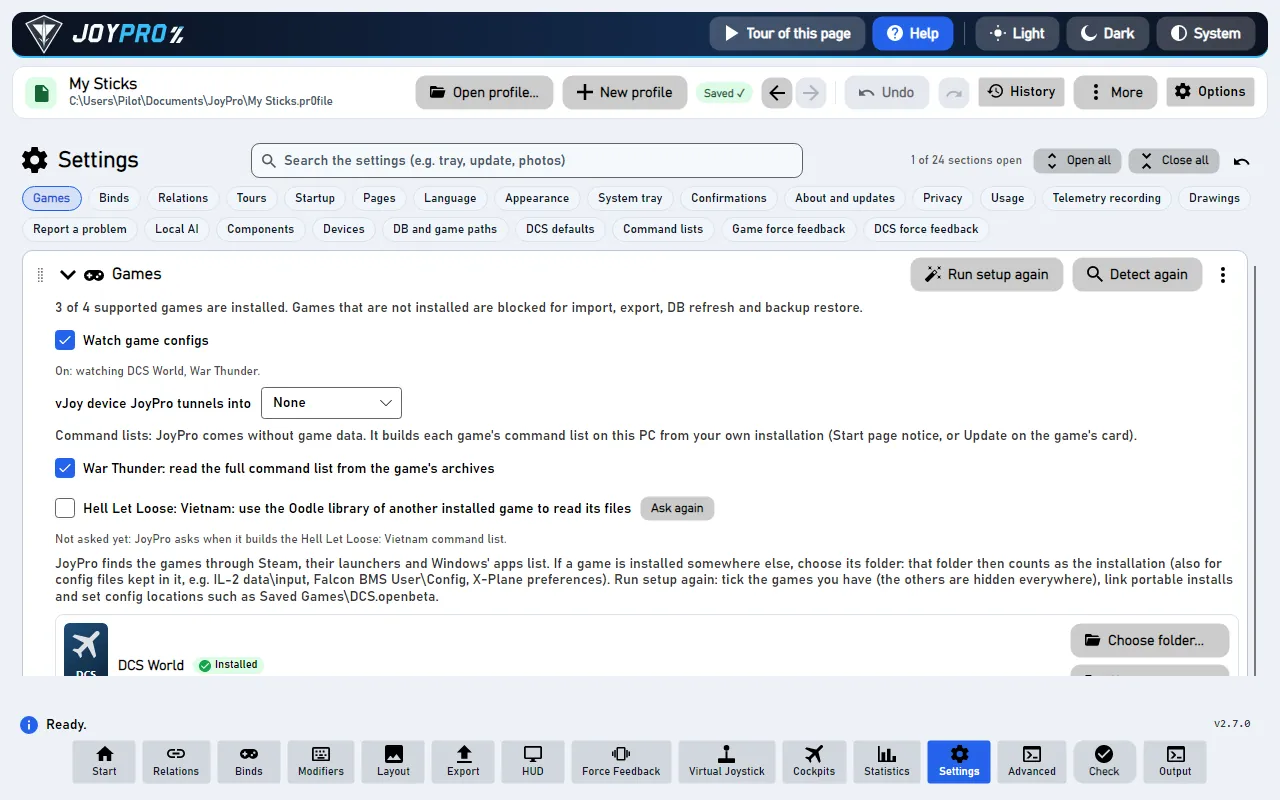 JOYPRO
Tour of this page
Help
Light
Dark
System
My Sticks
C:\Users\Pilot\Documents\JoyPro\My Sticks.pr0file
Open profile...
New profile
Saved ✓
Undo
History
More
Options
Settings
Search the settings (e.g. tray, update, photos)
1 of 24 sections open
Open all
Close all
Games
Binds
Relations
Tours
Startup
Pages
Language
Appearance
System tray
Confirmations
About and updates
Privacy
Usage
Telemetry recording
Drawings
Report a problem
Local AI
Components
Devices
DB and game paths
DCS defaults
Command lists
Game force feedback
DCS force feedback
Games
Run setup again
Detect again
3 of 4 supported games are installed. Games that are not installed are blocked for import, export, DB refresh and backup restore.
Watch game configs
On: watching DCS World, War Thunder.
vJoy device JoyPro tunnels into
None
Command lists: JoyPro comes without game data. It builds each game's command list on this PC from your own installation (Start page notice, or Update on the game's card).
War Thunder: read the full command list from the game's archives
Hell Let Loose: Vietnam: use the Oodle library of another installed game to read its files
Ask again
Not asked yet: JoyPro asks when it builds the Hell Let Loose: Vietnam command list.
JoyPro finds the games through Steam, their launchers and Windows' apps list. If a game is installed somewhere else, choose its folder: that folder then counts as the installation (also for
config files kept in it, e.g. IL-2 data\input, Falcon BMS User\Config, X-Plane preferences). Run setup again: tick the games you have (the others are hidden everywhere), link portable installs
and set config locations such as Saved Games\DCS.openbeta.
DCS
DCS World
Installed
Choose folder...
Ready.
v2.7.0
Start
Relations
Binds
Modifiers
Layout
Export
HUD
Force Feedback
Virtual Joystick
Cockpits
Statistics
Settings
Advanced
Check
Output